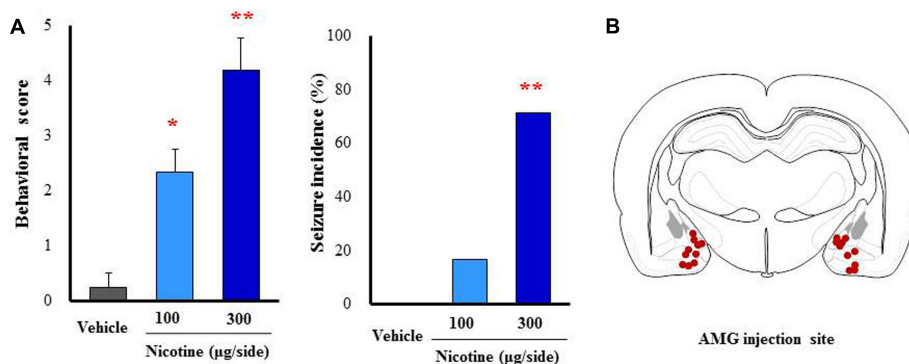 A
Behavioral score
5
4
3
2
1
0
*
**
Vehicle
100
300
Nicotine (µg/side)
Seizure incidence (%)
100
80
60
40
20
0
**
Vehicle
100
300
Nicotine (µg/side)
B
AMG injection site